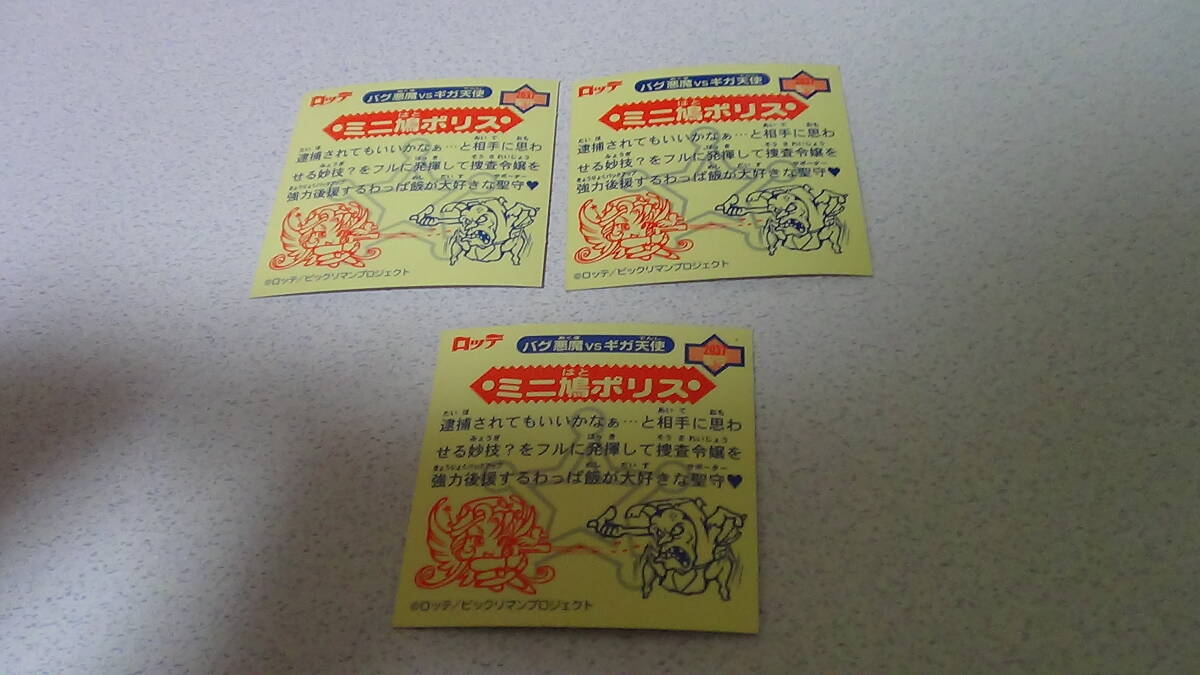 ロッテ バグ悪魔vsギガ天使 2037
ミニ鳩ポリス
逮捕されてもいいかなぁ…と相手に思わ
せる妙技?をフルに発揮して捜査令嬢を
強力後援するわっぱ飯が大好きな聖守♥
©ロッテ/ビックリマンプロジェクト
ロッテ バグ悪魔vsギガ天使 2037
ミニ鳩ポリス
逮捕されてもいいかなぁ…と相手に思わ
せる妙技?をフルに発揮して捜査令嬢を
強力後援するわっぱ飯が大好きな聖守♥
©ロッテ/ビックリマンプロジェクト
ロッテ バグ悪魔vsギガ天使 2037
ミニ鳩ポリス
逮捕されてもいいかなぁ…と相手に思わ
せる妙技?をフルに発揮して捜査令嬢を
強力後援するわっぱ飯が大好きな聖守♥
©ロッテ/ビックリマンプロジェクト